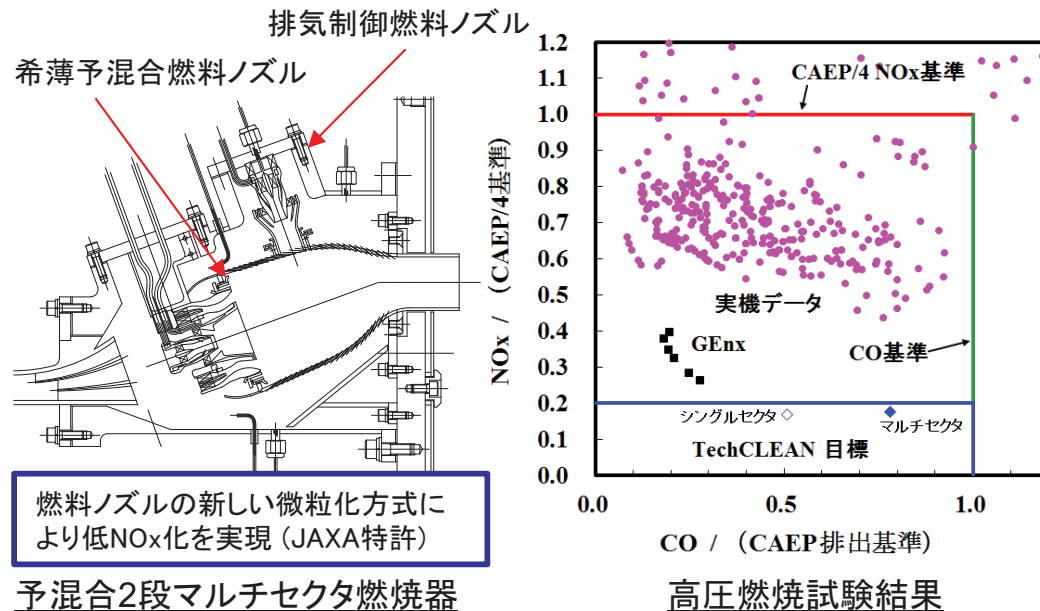 排気制御燃料ノズル
希薄予混合燃料ノズル
燃料ノズルの新しい微粒化方式に
より低NOx化を実現 (JAXA特許)
予混合2段マルチセクタ燃焼器
NOx / (CAEP/4基準)
1.2
1.1
1.0
0.9
0.8
0.7
0.6
0.5
0.4
0.3
0.2
0.1
0.0
CAEP/4 NOx基準
実機データ
GEnx
CO基準
シングルセクタ
マルチセクタ
TechCLEAN 目標
0.0
0.5
1.0
CO / (CAEP排出基準)
高圧燃焼試験結果